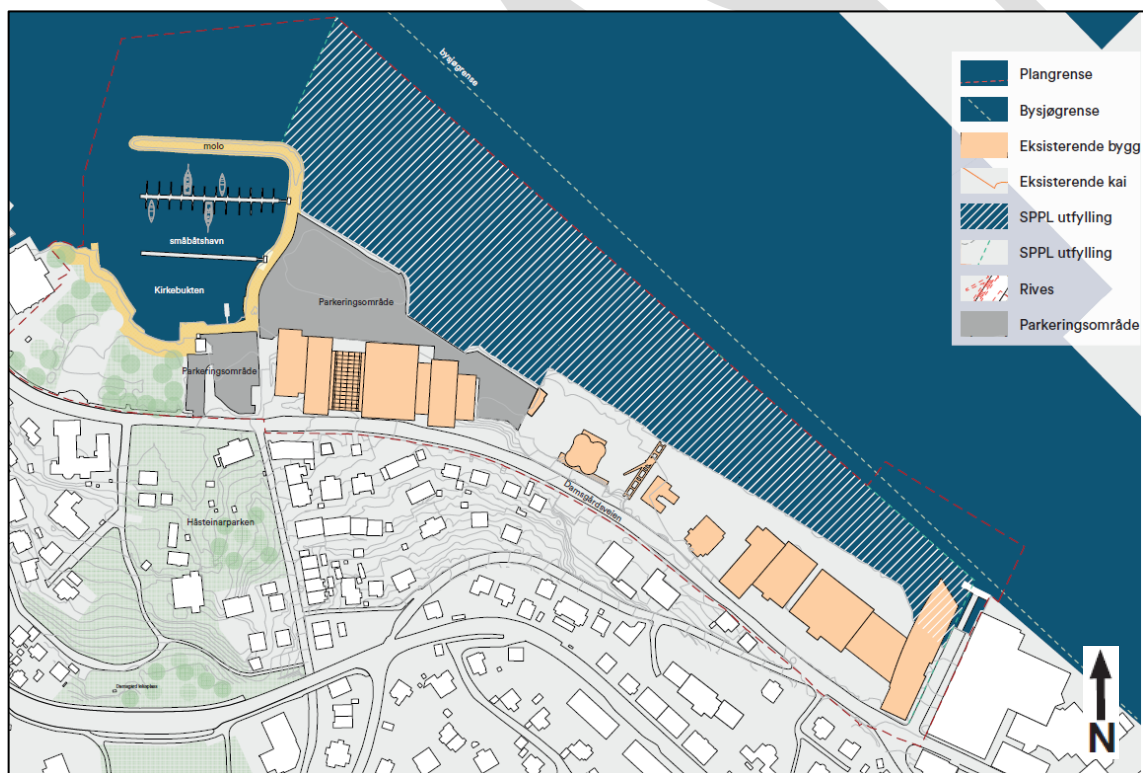 bysjøgrense
Plangrense
Bysjøgrense
Eksisterende bygg
Eksisterende kai
SPPL utfylling
SPPL utfylling
Rives
Parkeringsområde
molo
småbåtshavn
Kirkebukten
Parkeringsområde
Parkeringsområde
Damsgårdsveien
Håsteinarparken
N